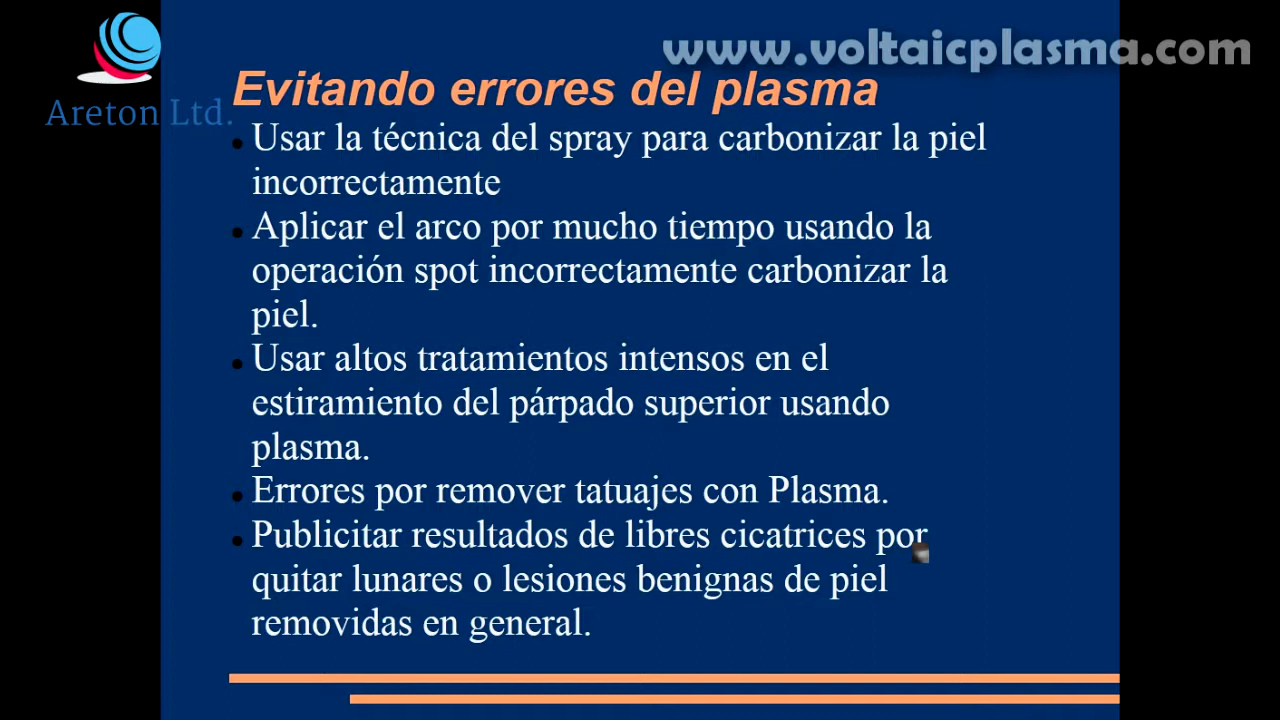 www.voltaicplasma.com
Areton Ltd.
Evitando errores del plasma
Usar la técnica del spray para carbonizar la piel
incorrectamente
Aplicar el arco por mucho tiempo usando la
operación spot incorrectamente carbonizar la
piel.
Usar altos tratamientos intensos en el
estiramiento del párpado superior usando
plasma.
Errores por remover tatuajes con Plasma.
Publicitar resultados de libres cicatrices por
quitar lunares o lesiones benignas de piel
removidas en general.